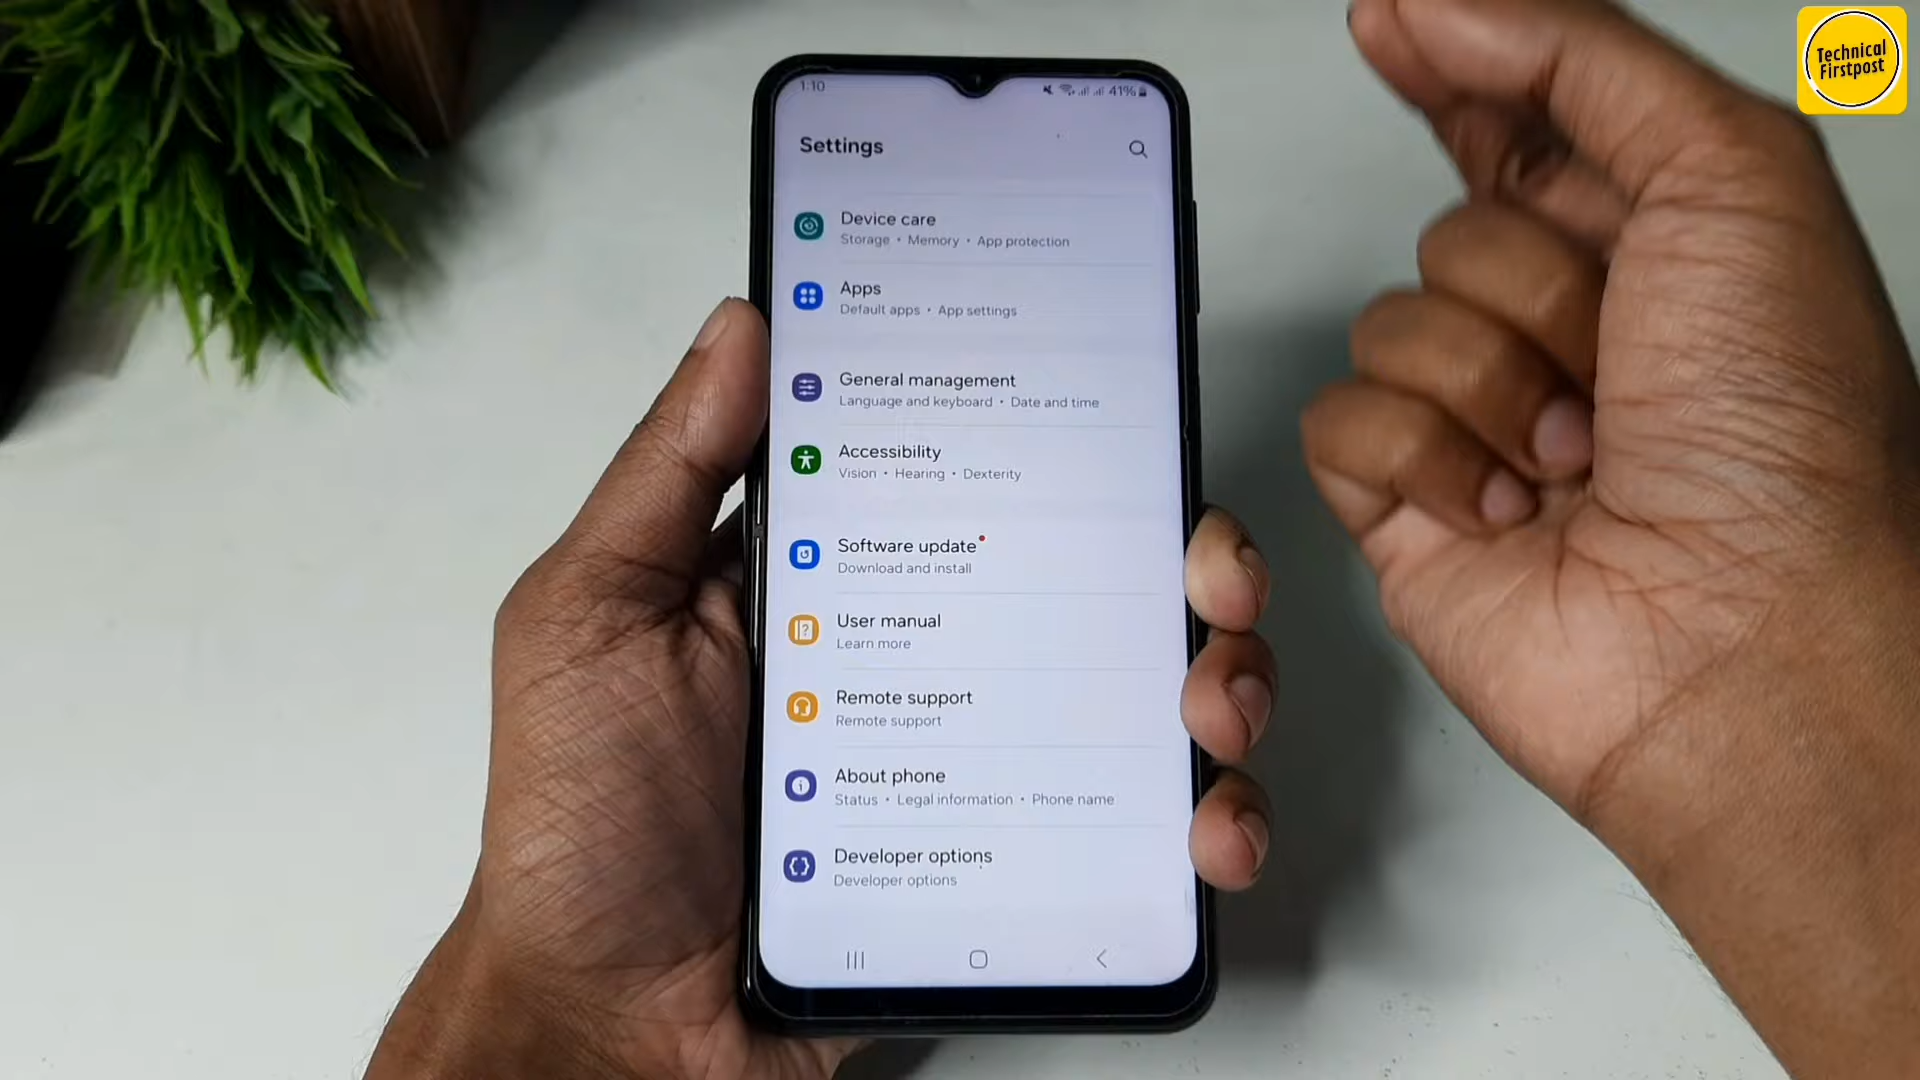 Technical
Firstpost
1:10
41%
Settings
Device care
Storage • Memory • App protection
Apps
Default apps • App settings
General management
Language and keyboard • Date and time
Accessibility
Vision • Hearing • Dexterity
Software update
Download and install
User manual
Learn more
Remote support
Remote support
About phone
Status • Legal information • Phone name
Developer options
Developer options